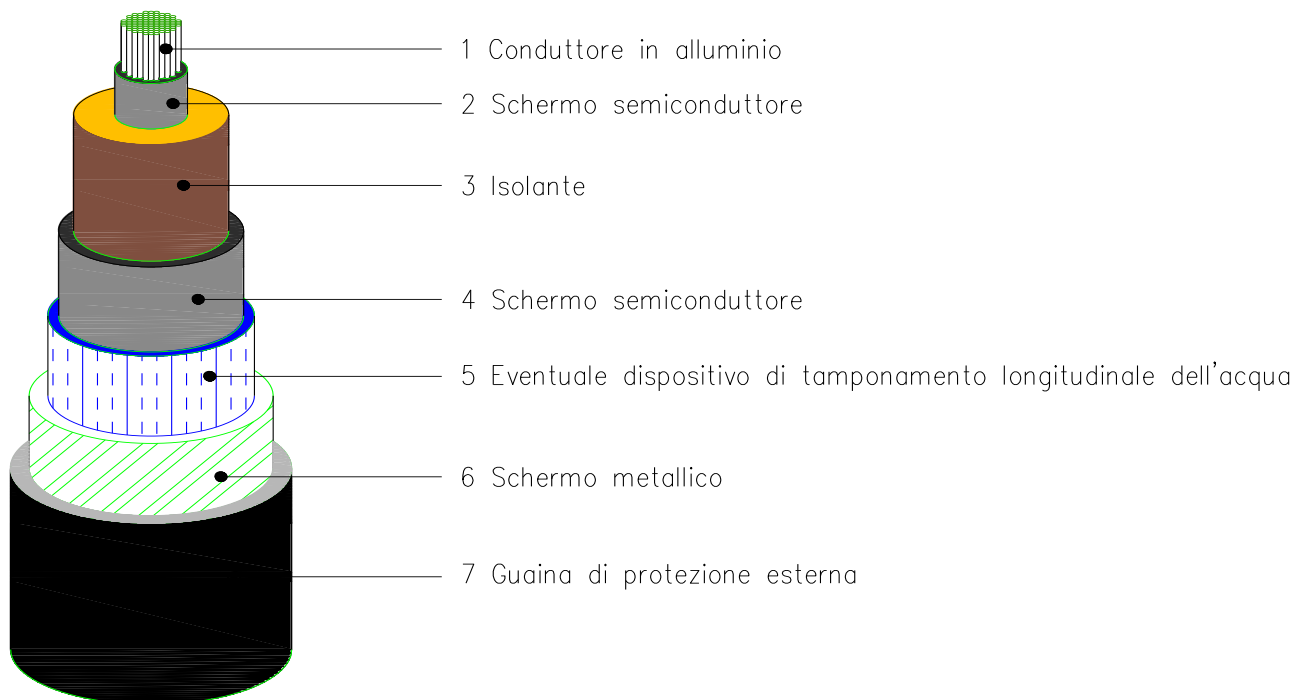 1 Conduttore in alluminio
2 Schermo semiconduttore
3 Isolante
4 Schermo semiconduttore
5 Eventuale dispositivo di tamponamento longitudinale dell'acqua
6 Schermo metallico
7 Guaina di protezione esterna